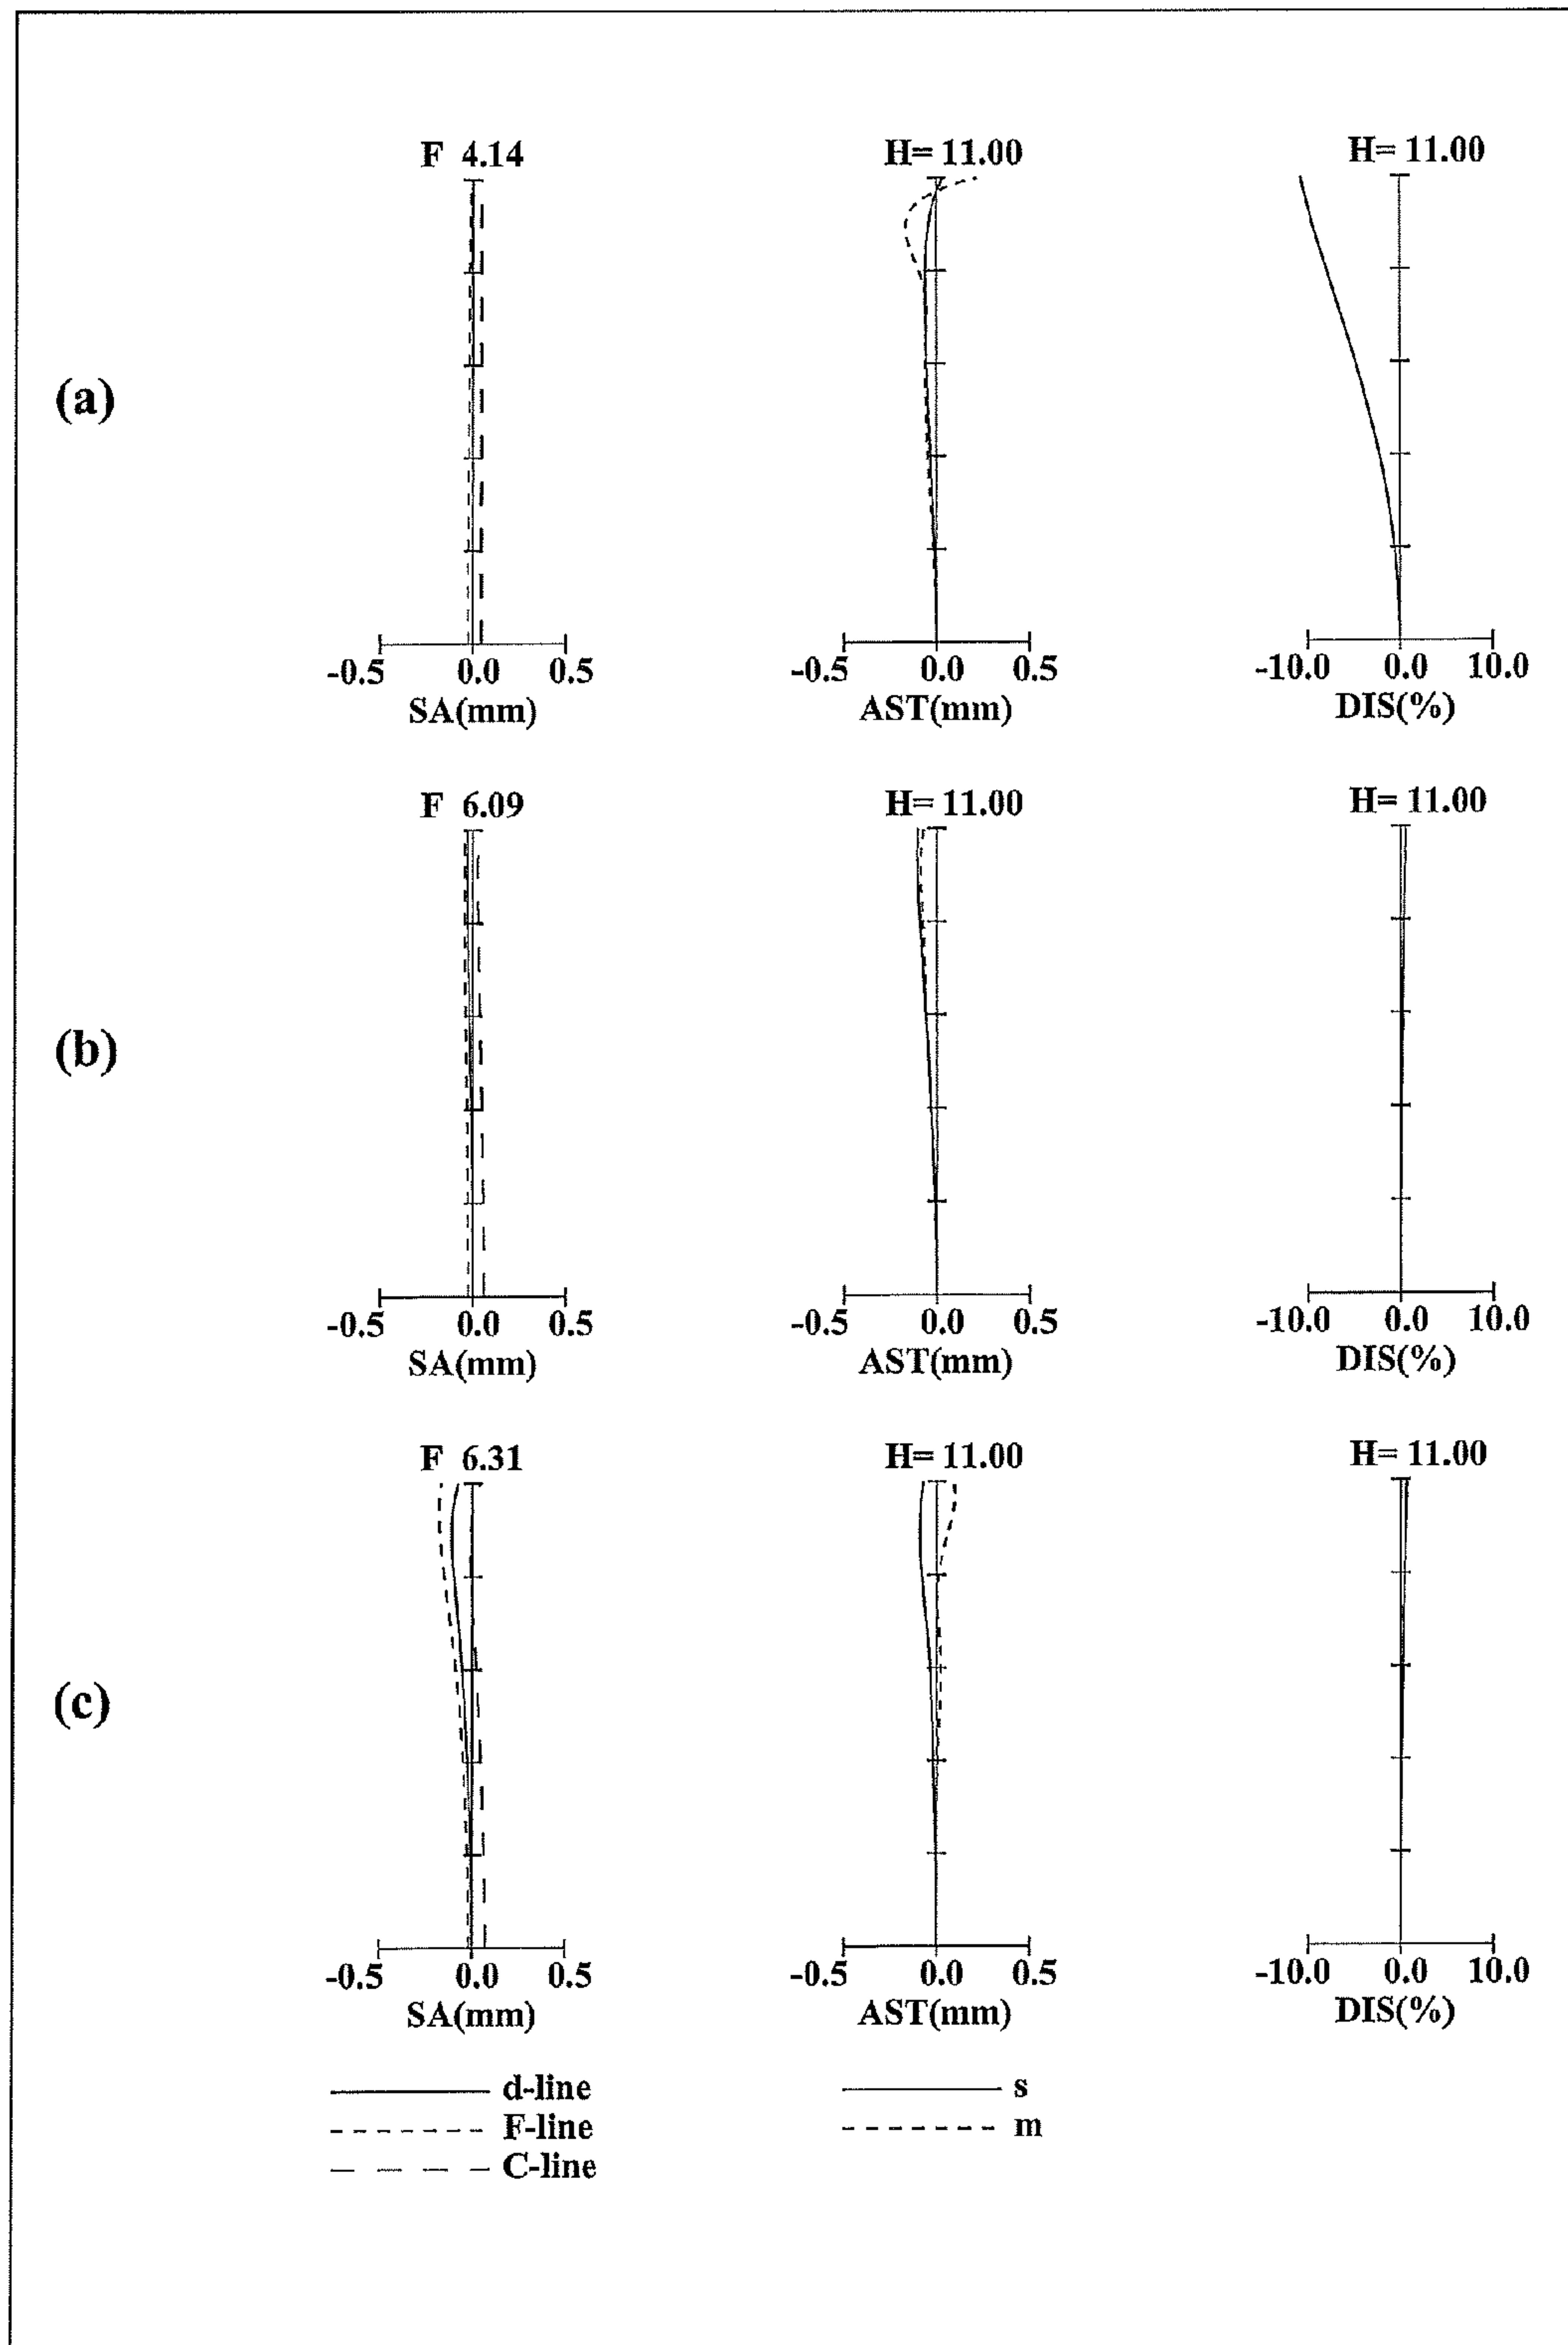 (a)
F 4.14
H= 11.00
H= 11.00
-0.5 0.0 0.5
SA(mm)
-0.5 0.0 0.5
AST(mm)
-10.0 0.0 10.0
DIS(%)
(b)
F 6.09
H= 11.00
H= 11.00
-0.5 0.0 0.5
SA(mm)
-0.5 0.0 0.5
AST(mm)
-10.0 0.0 10.0
DIS(%)
(c)
F 6.31
H= 11.00
H= 11.00
-0.5 0.0 0.5
SA(mm)
-0.5 0.0 0.5
AST(mm)
-10.0 0.0 10.0
DIS(%)
d-line
F-line
C-line
s
m